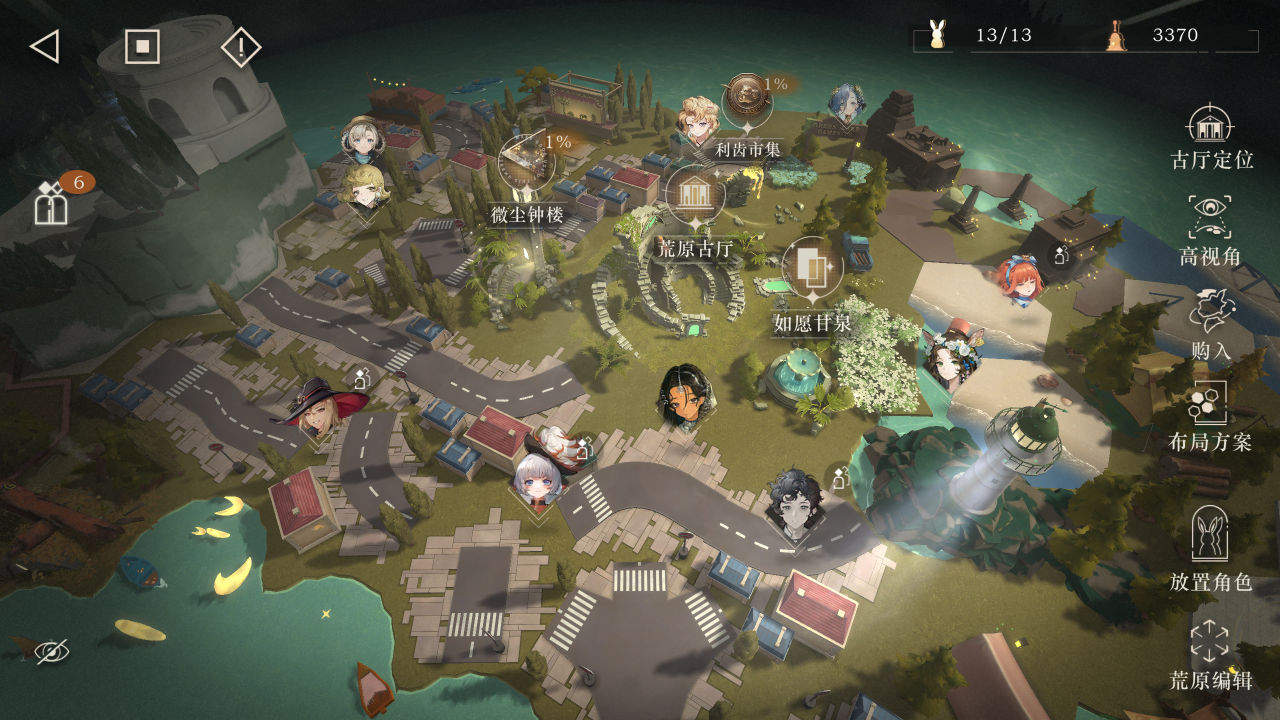 13/13
3370
6
1%
1%
利齿市集
微尘钟楼
荒原古厅
如愿甘泉
古厅定位
高视角
购入
布局方案
放置角色
荒原编辑